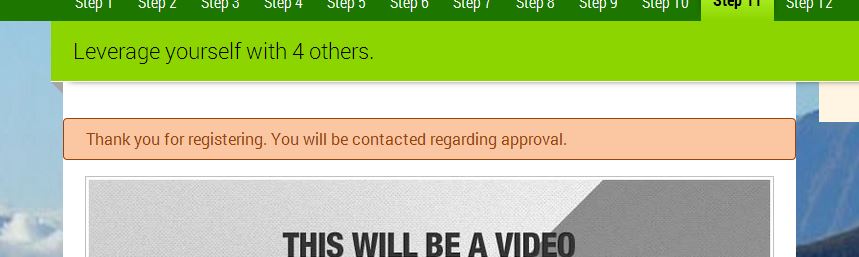 Step 1 Step 2 Step 3 Step 4 Step 5 Step 6 Step 7 Step 8 Step 9 Step 10 Step 11 Step 12
Leverage yourself with 4 others.
Thank you for registering. You will be contacted regarding approval.
THIS WILL BE A VIDEO